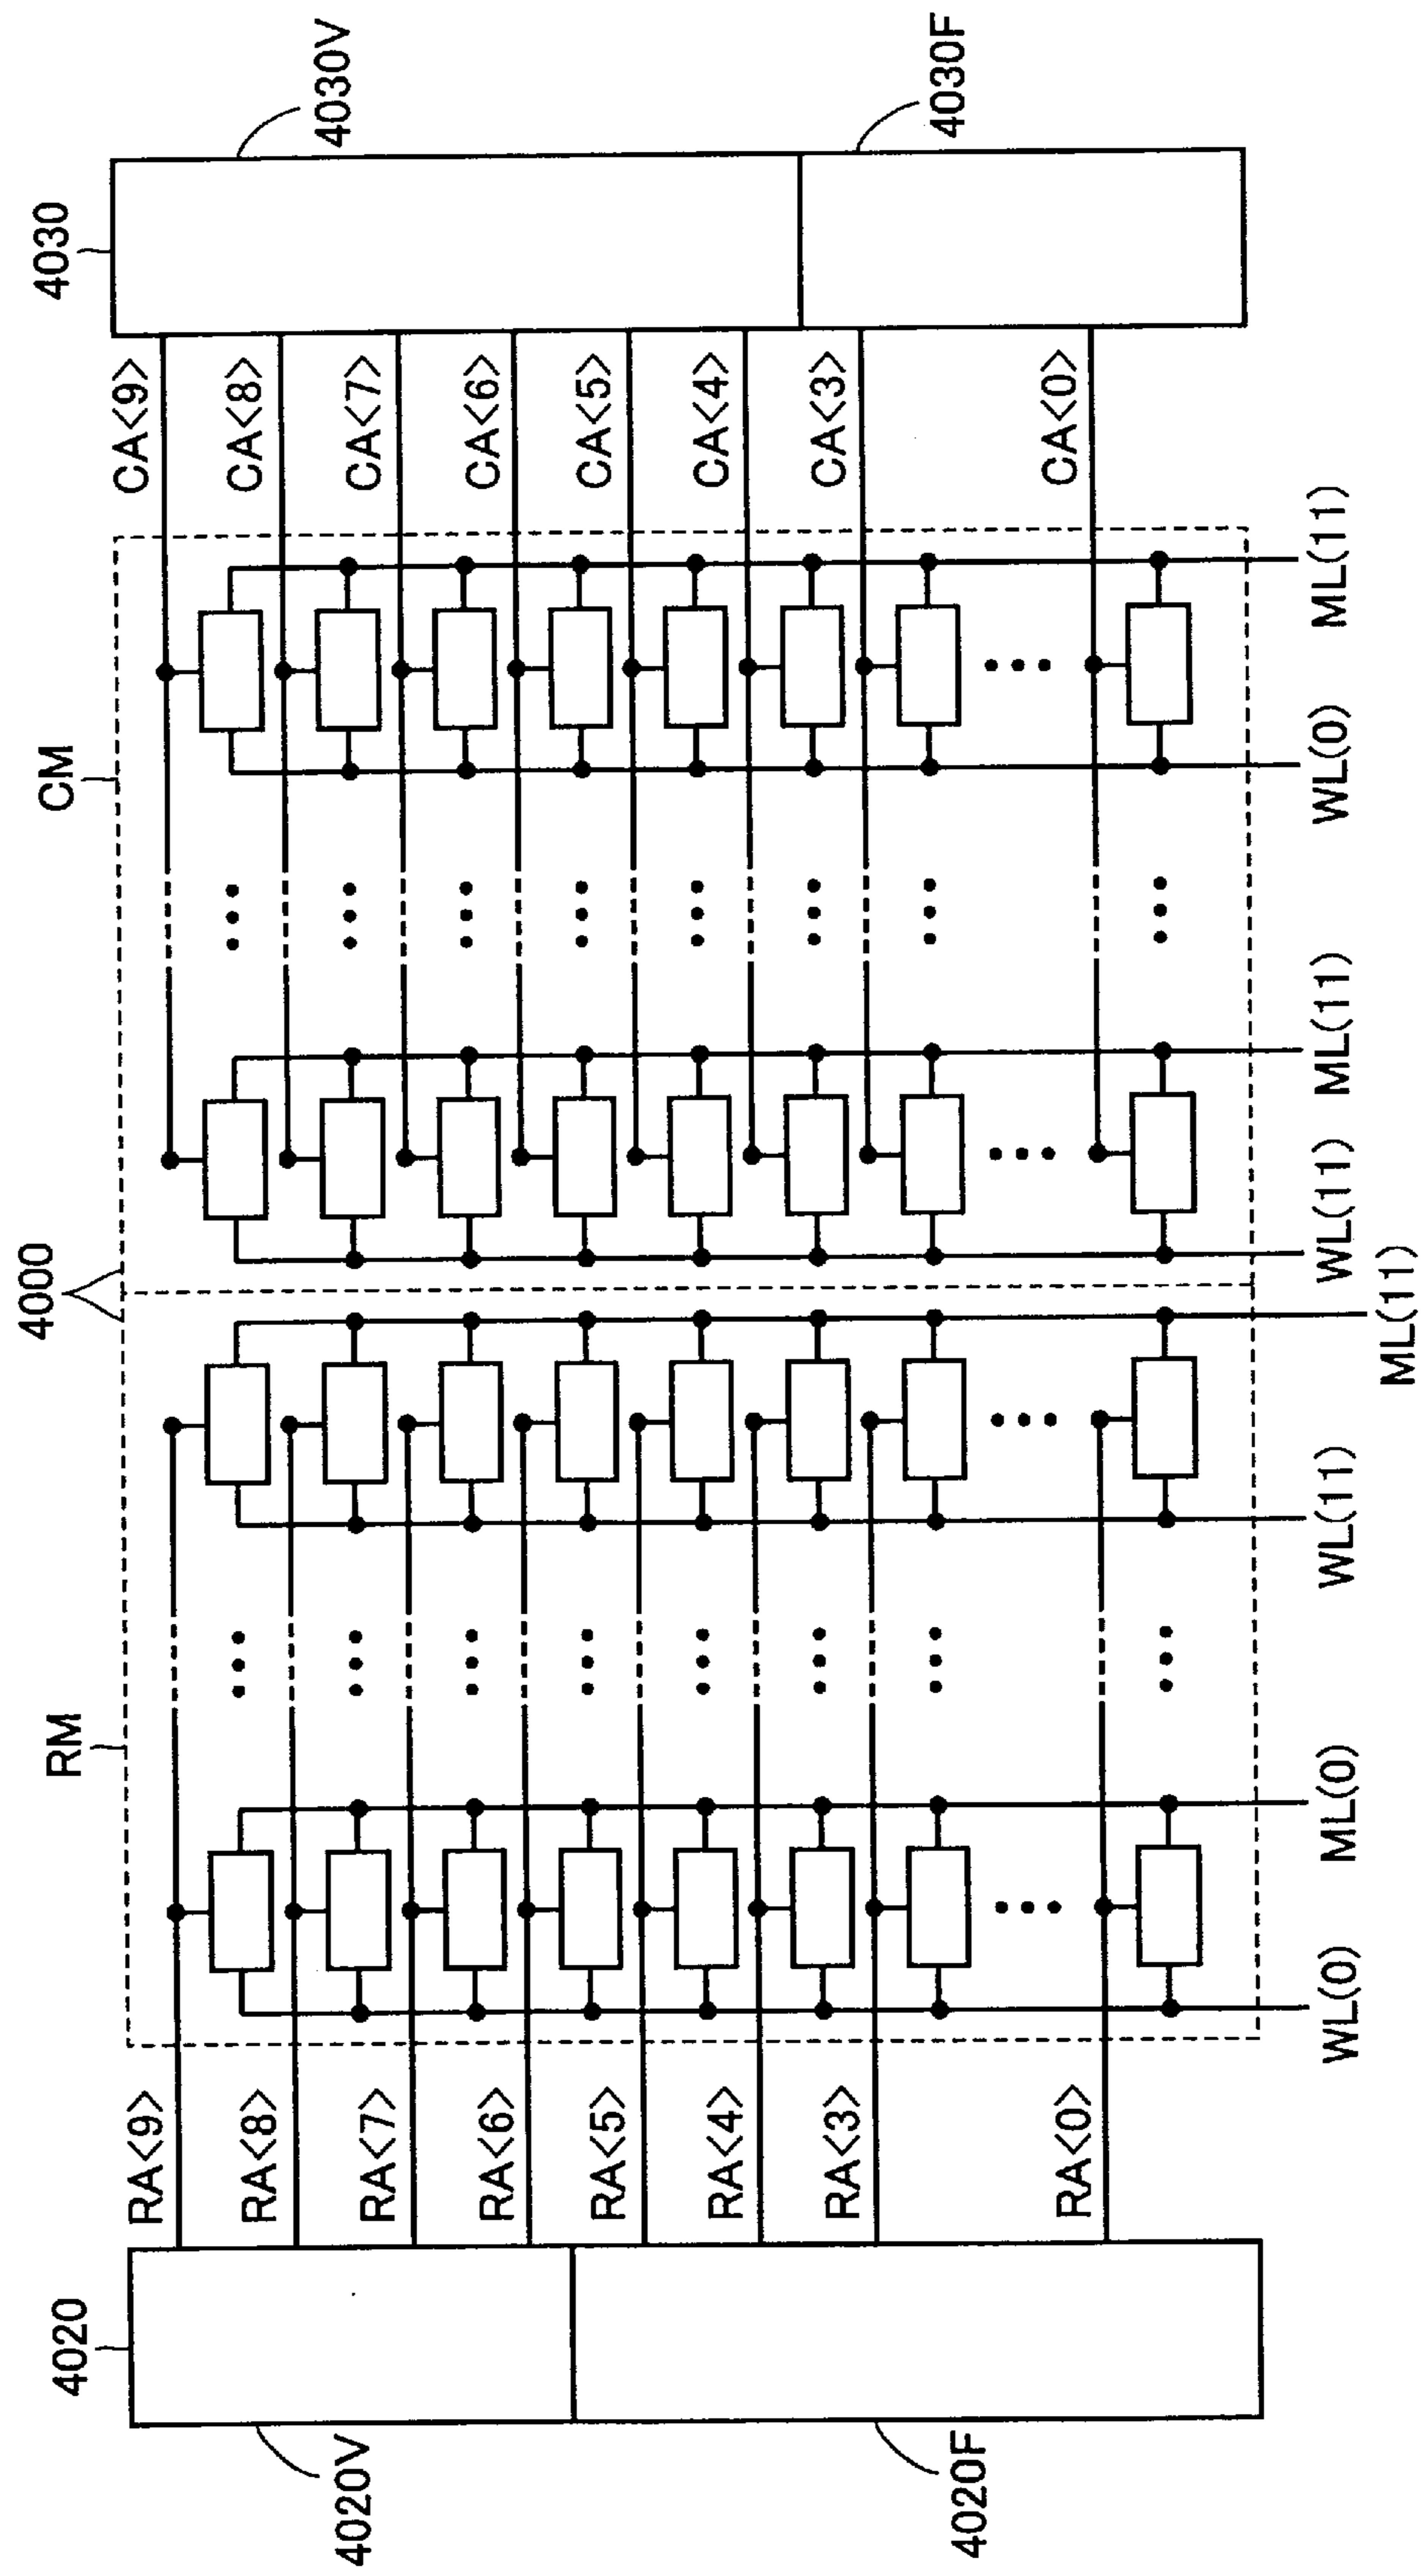 4020
4020V
4020F
RA<9>
RA<8>
RA<7>
RA<6>
RA<5>
RA<4>
RA<3>
RA<0>
RM
4000
CM
WL(0)
ML(0)
WL(11)
ML(11)
WL(11)
ML(11)
WL(0)
ML(11)
CA<9>
CA<8>
CA<7>
CA<6>
CA<5>
CA<4>
CA<3>
CA<0>
4030
4030V
4030F